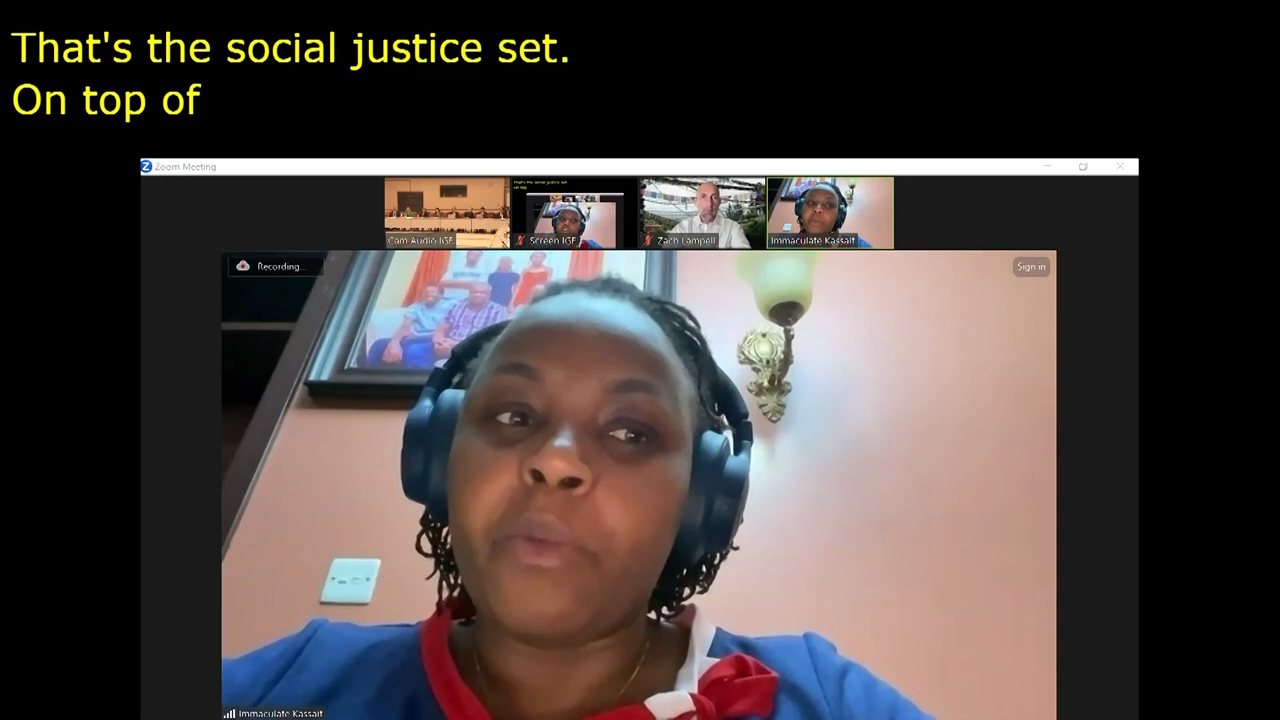 That's the social justice set.
On top of
Zoom Meeting
Cam Audio IGF
Screen IGF
Zach Lampell
Immaculate Kassait
Recording...
Sign in
Immaculate Kassait